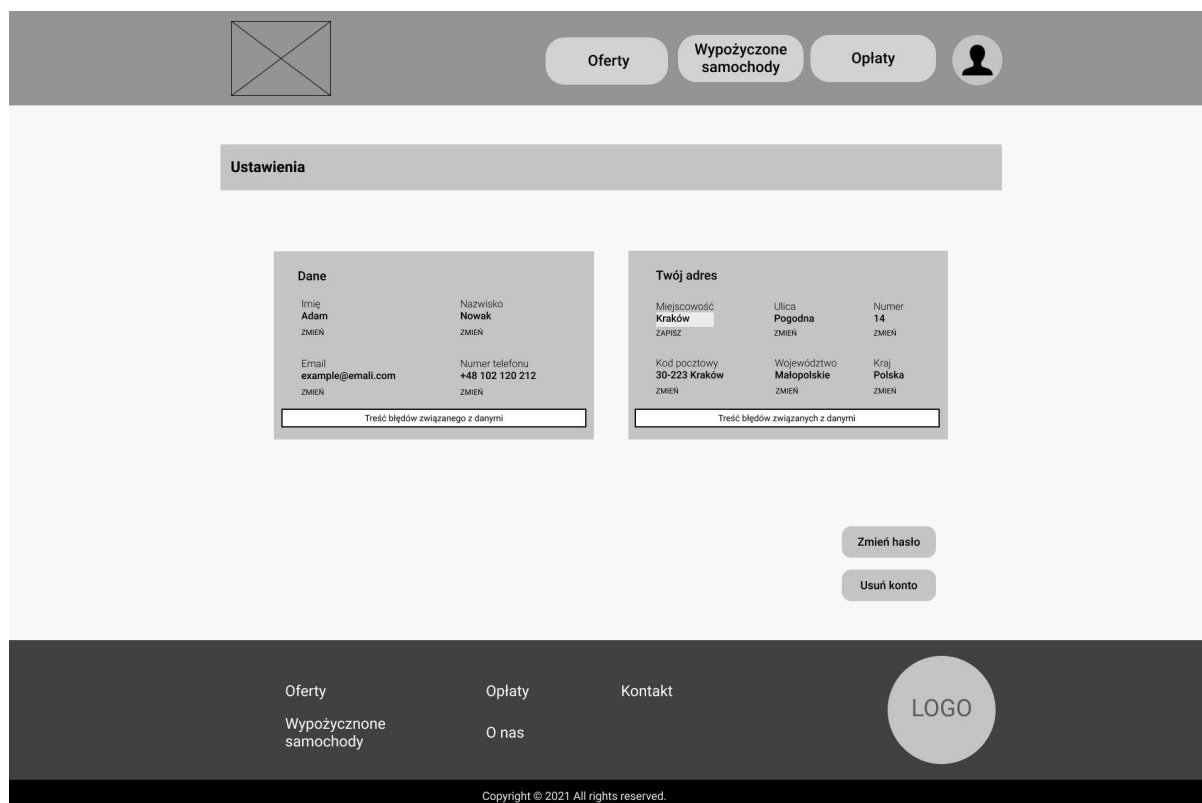 Oferty
Wypożyczone
samochody
Opłaty
Ustawienia
Dane
Imię
Adam
ZMIEŃ
Nazwisko
Nowak
ZMIEŃ
Email
example@emali.com
ZMIEŃ
Numer telefonu
+48 102 120 212
ZMIEŃ
Treść błędów związanego z danymi
Twój adres
Miejscowość
Kraków
ZAPISZ
Ulica
Pogodna
ZMIEŃ
Numer
14
ZMIEŃ
Kod pocztowy
30-223 Kraków
ZMIEŃ
Województwo
Małopolskie
ZMIEŃ
Kraj
Polska
ZMIEŃ
Treść błędów związanych z danymi
Zmień hasło
Usuń konto
Oferty
Wypożycznone
samochody
Opłaty
O nas
Kontakt
LOGO
Copyright © 2021 All rights reserved.